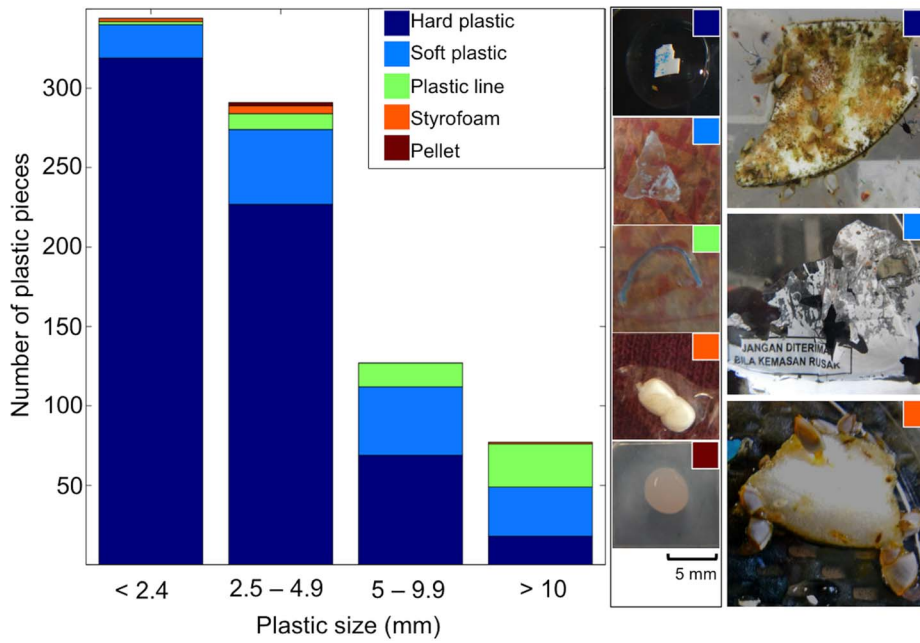 300
250
200
150
100
50
Number of plastic pieces
< 2.4
2.5 – 4.9
5 – 9.9
> 10
Plastic size (mm)
Hard plastic
Soft plastic
Plastic line
Styrofoam
Pellet
5 mm
JANGAN DITERIMA
BILA KEMASAN RUSAK